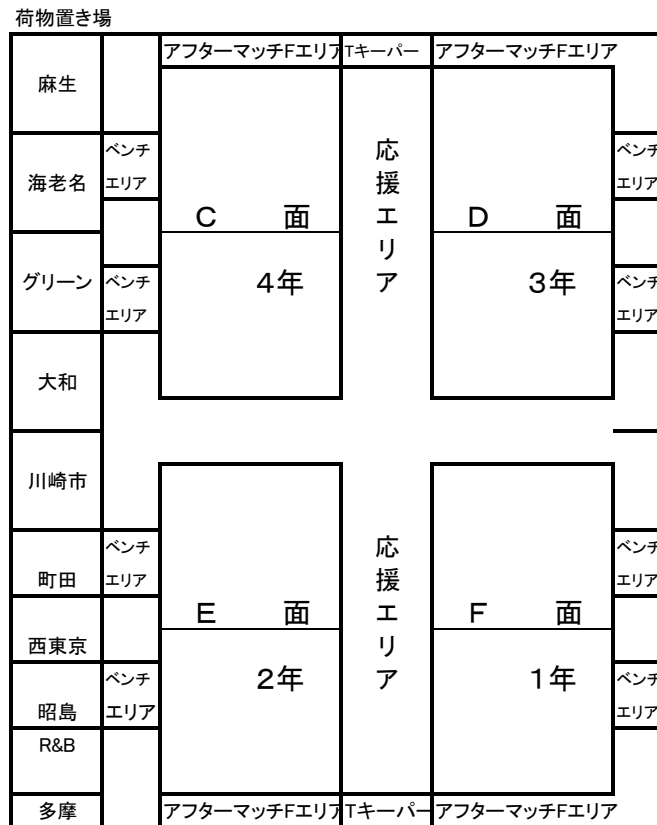 荷物置き場
アフターマッチFエリア Tキーパー アフターマッチFエリア
麻生
ベンチ
エリア
海老名
応援エリア
ベンチ
エリア
C 面
D 面
グリーン
ベンチ
エリア
4年
3年
ベンチ
エリア
大和
川崎市
ベンチ
エリア
町田
応援エリア
ベンチ
エリア
E 面
F 面
西東京
ベンチ
エリア
2年
1年
ベンチ
エリア
昭島
R&B
多摩
アフターマッチFエリア Tキーパー アフターマッチFエリア